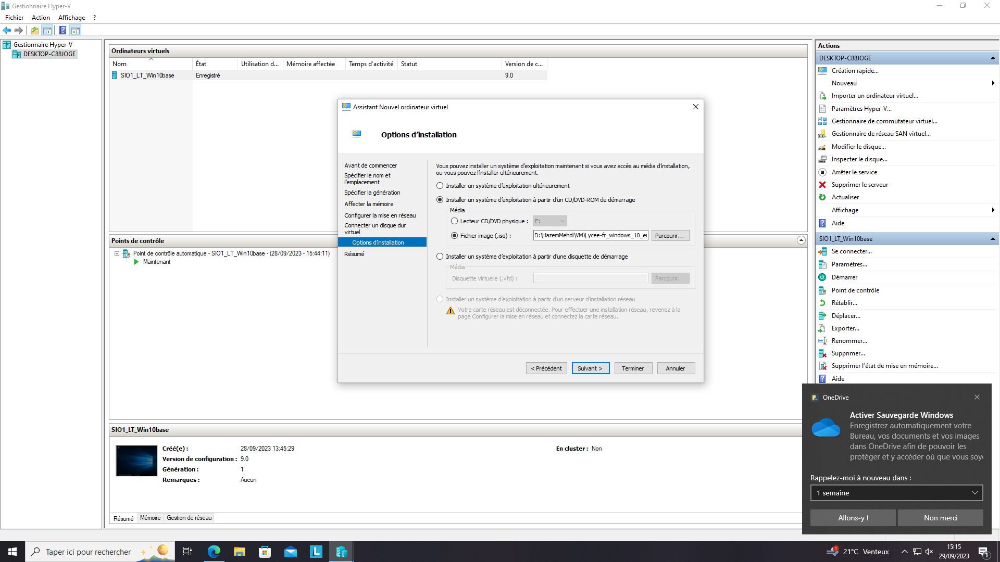 Gestionnaire Hyper-V
Fichier Action Affichage ?
Gestionnaire Hyper-V
DESKTOP-C88JOGE
Ordinateurs virtuels
Nom État Utilisation d... Mémoire affectée Temps d'activité Statut Version de c...
SIO1_LT_Win10base Enregistré 9.0
Points de contrôle
Point de contrôle automatique - SIO1_LT_Win10base - (28/09/2023 - 15:44:11)
Maintenant
SIO1_LT_Win10base
Créé(e) : 28/09/2023 13:45:29 En cluster : Non
Version de configuration : 9.0
Génération : 1
Remarques : Aucun
Résumé Mémoire Gestion de réseau
Assistant Nouvel ordinateur virtuel
Options d'installation
Avant de commencer
Spécifier le nom et
l'emplacement
Spécifier la génération
Affecter la mémoire
Configurer la mise en réseau
Connecter un disque dur
virtuel
Options d'installation
Résumé
Vous pouvez installer un système d'exploitation maintenant si vous avez accès au média d'installation,
ou vous pouvez l'installer ultérieurement.
Installer un système d'exploitation ultérieurement
Installer un système d'exploitation à partir d'un CD/DVD-ROM de démarrage
Média
Lecteur CD/DVD physique : E:
Fichier image (.iso) : D:\HazemMehdi\VM\Lycee-fr_windows_10_e Parcourir...
Installer un système d'exploitation à partir d'une disquette de démarrage
Média
Disquette virtuelle (.vfd) : Parcourir...
Installer un système d'exploitation à partir d'un serveur d'installation réseau
Votre carte réseau est déconnectée. Pour effectuer une installation réseau, revenez à la
page Configurer la mise en réseau et connectez la carte réseau.
< Précédent Suivant > Terminer Annuler
Actions
DESKTOP-C88JOGE
Création rapide...
Nouveau
Importer un ordinateur virtuel...
Paramètres Hyper-V...
Gestionnaire de commutateur virtuel...
Gestionnaire de réseau SAN virtuel...
Modifier le disque...
Inspecter le disque...
Arrêter le service
Supprimer le serveur
Actualiser
Affichage
Aide
SIO1_LT_Win10base
Se connecter...
Paramètres...
Démarrer
Point de contrôle
Rétablir...
Déplacer...
Exporter...
Renommer...
Supprimer...
Supprimer l'état de mise en mémoire...
Aide
OneDrive
Activer Sauvegarde Windows
Enregistrez automatiquement votre
Bureau, vos documents et vos images
dans OneDrive afin de pouvoir les
protéger et y accéder où que vous soye
Rappelez-moi à nouveau dans :
1 semaine
Allons-y ! Non merci
Taper ici pour rechercher
L
1
21°C Venteux
15:15
29/09/2023
1